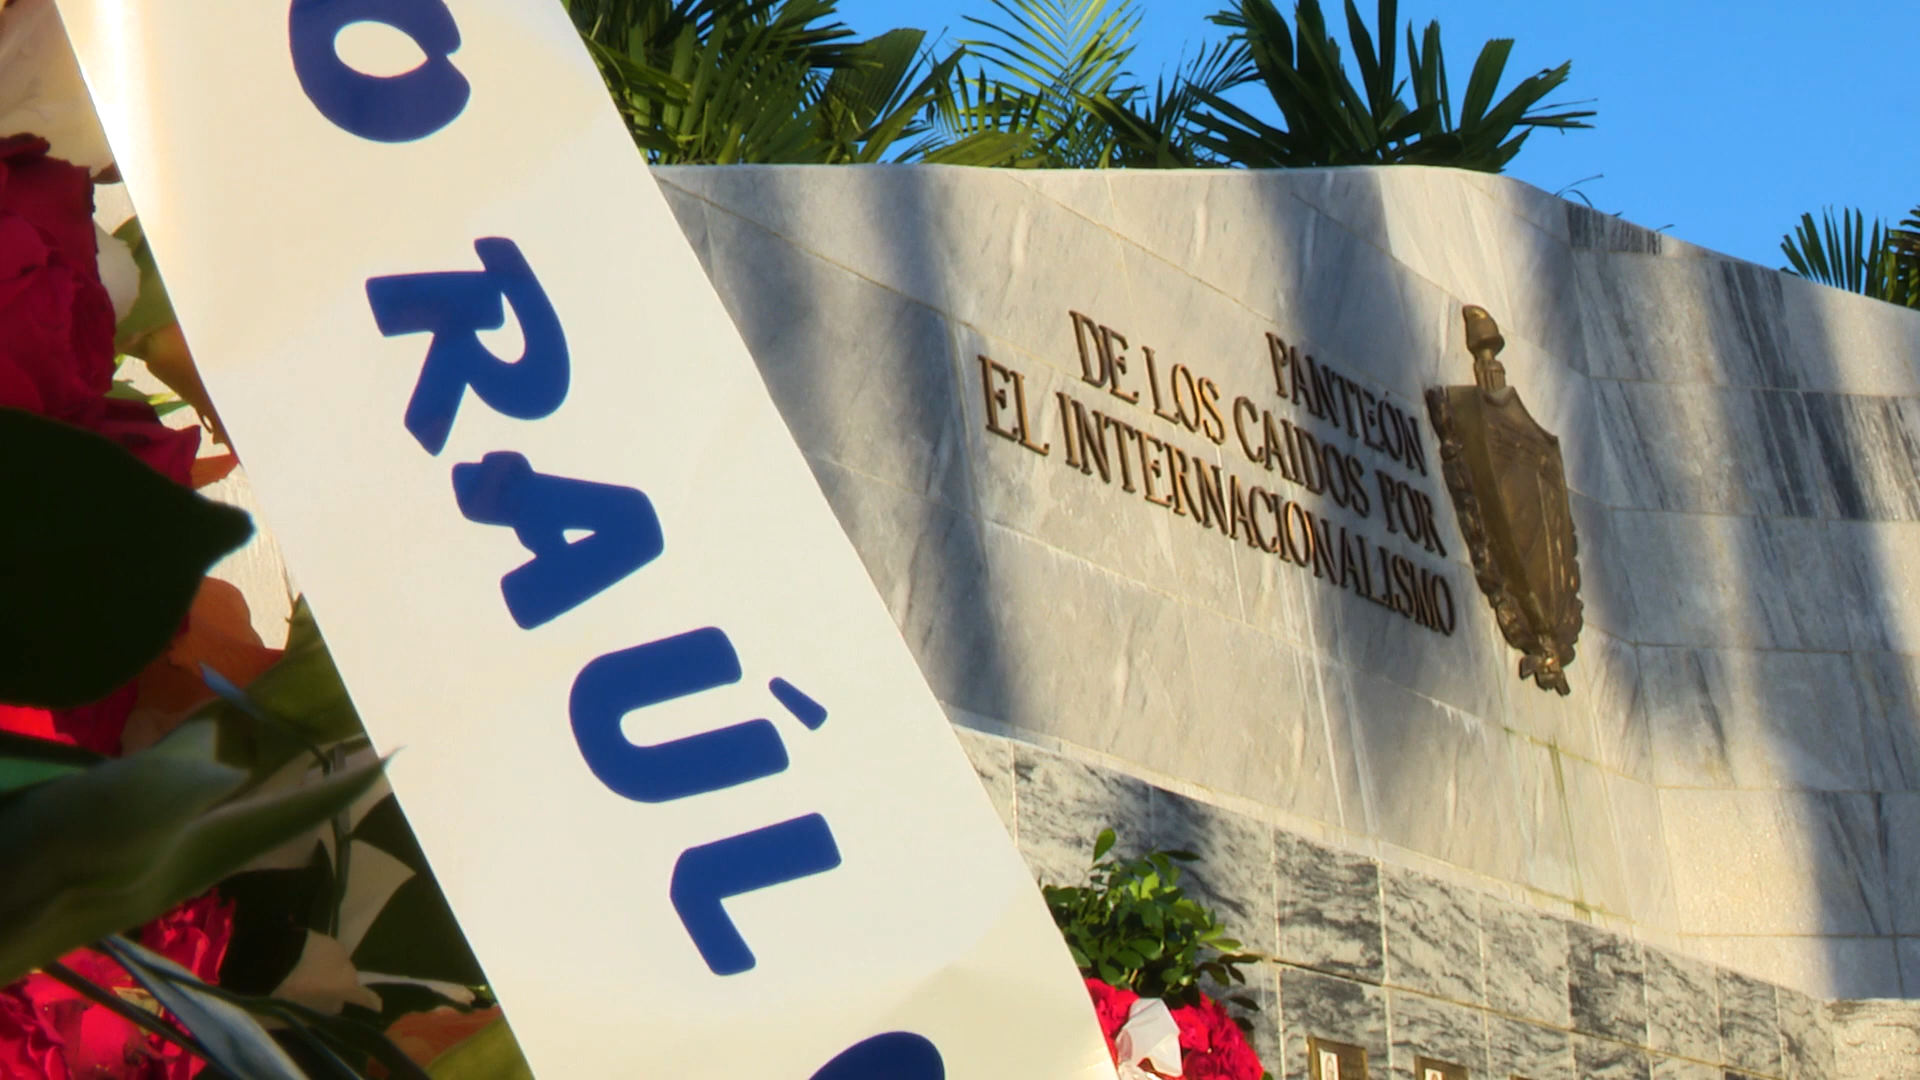 O RAÚL
PANTEÓN
DE LOS CAIDOS POR
EL INTERNACIONALISMO